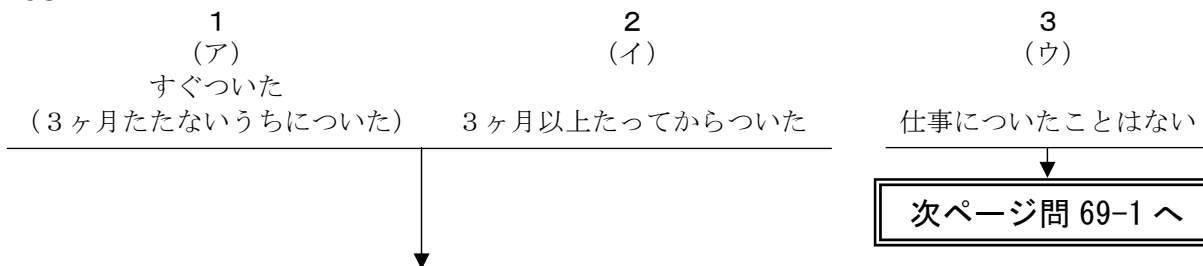 1 2 3
(ア) (イ) (ウ)
すぐついた
(3ヶ月たたないうちについた) 3ヶ月以上たってからついた 仕事についたことはない
次ページ問 69-1 へ